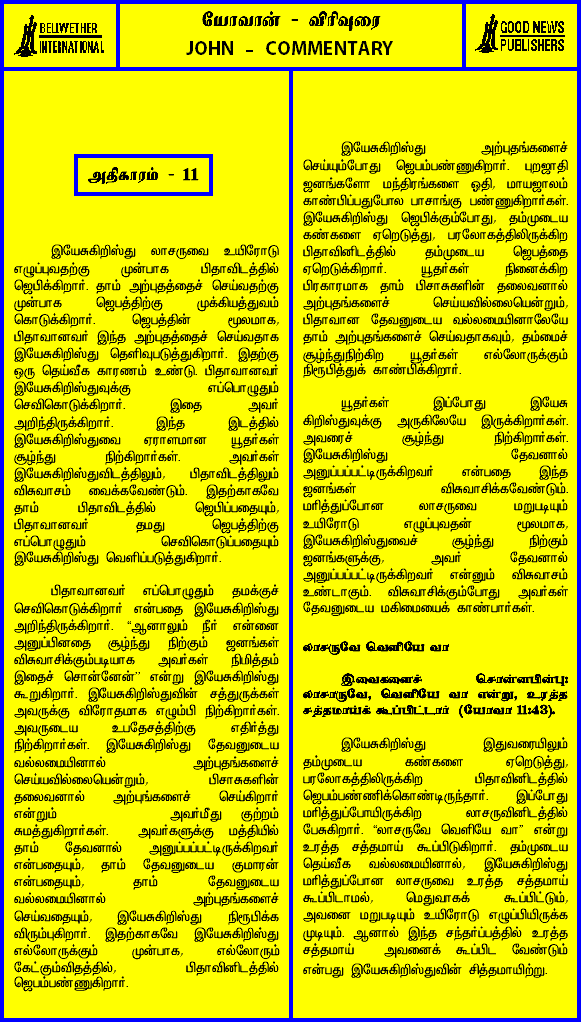 BELWETHER
INTERNATIONAL
யோவான் - விரிவுரை
JOHN - COMMENTARY
GOOD NEWS
PUBLISHERS
அதிகாரம் - 11
இயேசுகிறிஸ்து லாசருவை உயிரோடு
எழுப்புவதற்கு முன்பாக பிதாவிடத்தில்
ஜெபிக்கிறார். தாம் அற்புதத்தைச் செய்வதற்கு
முன்பாக ஜெபத்திற்கு முக்கியத்துவம்
கொடுக்கிறார். ஜெபத்தின் மூலமாக,
பிதாவானவர் இந்த அற்புதத்தைச் செய்வதாக
இயேசுகிறிஸ்து தெளிவுபடுத்துகிறார். இதற்கு
ஒரு தெய்வீக காரணம் உண்டு. பிதாவானவர்
இயேசுகிறிஸ்துவுக்கு எப்பொழுதும்
செவிகொடுக்கிறார். இதை அவர்
அறிந்திருக்கிறார். இந்த இடத்தில்
இயேசுகிறிஸ்துவை ஏராளமான யூதர்கள்
சூழ்ந்து நிற்கிறார்கள். அவர்கள்
இயேசுகிறிஸ்துவிடத்திலும், பிதாவிடத்திலும்
விசுவாசம் வைக்கவேண்டும். இதற்காகவே
தாம் பிதாவிடத்தில் ஜெபிப்பதையும்,
பிதாவானவர் தமது ஜெபத்திற்கு
எப்பொழுதும் செவிகொடுப்பதையும்
இயேசுகிறிஸ்து வெளிப்படுத்துகிறார்.
பிதாவானவர் எப்பொழுதும் தமக்குச்
செவிகொடுக்கிறார் என்பதை இயேசுகிறிஸ்து
அறிந்திருக்கிறார். “ஆனாலும் நீர் என்னை
அனுப்பினதை சூழ்ந்து நிற்கும் ஜனங்கள்
விசுவாசிக்கும்படியாக அவர்கள் நிமித்தம்
இதைச் சொன்னேன்” என்று இயேசுகிறிஸ்து
கூறுகிறார். இயேசுகிறிஸ்துவின் சத்துருக்கள்
அவருக்கு விரோதமாக எழும்பி நிற்கிறார்கள்.
அவருடைய உபதேசத்திற்கு எதிர்த்து
நிற்கிறார்கள். இயேசுகிறிஸ்து தேவனுடைய
வல்லமையினால் அற்புதங்களைச்
செய்யவில்லையென்றும், பிசாசுகளின்
தலைவனால் அற்புங்களைச் செய்கிறார்
என்றும் அவர்மீது குற்றம்
சுமத்துகிறார்கள். அவர்களுக்கு மத்தியில்
தாம் தேவனால் அனுப்பப்பட்டிருக்கிறவர்
என்பதையும், தாம் தேவனுடைய குமாரன்
என்பதையும், தாம் தேவனுடைய
வல்லமையினால் அற்புதங்களைச்
செய்வதையும், இயேசுகிறிஸ்து நிரூபிக்க
விரும்புகிறார். இதற்காகவே இயேசுகிறிஸ்து
எல்லோருக்கும் முன்பாக, எல்லோரும்
கேட்கும்விதத்தில், பிதாவினிடத்தில்
ஜெபம்பண்ணுகிறார்.
இயேசுகிறிஸ்து அற்புதங்களைச்
செய்யும்போது ஜெபம்பண்ணுகிறார். புறஜாதி
ஜனங்களோ மந்திரங்களை ஓதி, மாயஜாலம்
காண்பிப்பதுபோல பாசாங்கு பண்ணுகிறார்கள்.
இயேசுகிறிஸ்து ஜெபிக்கும்போது, தம்முடைய
கண்களை ஏறெடுத்து, பரலோகத்திலிருக்கிற
பிதாவினிடத்தில் தம்முடைய ஜெபத்தை
ஏறெடுக்கிறார். யூதர்கள் நினைக்கிற
பிரகாரமாக தாம் பிசாசுகளின் தலைவனால்
அற்புதங்களைச் செய்யவில்லையென்றும்,
பிதாவான தேவனுடைய வல்லமையினாலேயே
தாம் அற்புதங்களைச் செய்வதாகவும், தம்மைச்
சூழ்ந்துநிற்கிற யூதர்கள் எல்லோருக்கும்
நிரூபித்துக் காண்பிக்கிறார்.
யூதர்கள் இப்போது இயேசு
கிறிஸ்துவுக்கு அருகிலேயே இருக்கிறார்கள்.
அவரைச் சூழ்ந்து நிற்கிறார்கள்.
இயேசுகிறிஸ்து தேவனால்
அனுப்பப்பட்டிருக்கிறவர் என்பதை இந்த
ஜனங்கள் விசுவாசிக்கவேண்டும்.
மரித்துப்போன லாசருவை மறுபடியும்
உயிரோடு எழுப்புவதன் மூலமாக,
இயேசுகிறிஸ்துவைச் சூழ்ந்து நிற்கும்
ஜனங்களுக்கு, அவர் தேவனால்
அனுப்பப்பட்டிருக்கிறவர் என்னும் விசுவாசம்
உண்டாகும். விசுவாசிக்கும்போது அவர்கள்
தேவனுடைய மகிமையைக் காண்பார்கள்.
லாசருவே வெளியே வா
இவைகளைச் சொன்னபின்பு:
லாசருவே, வெளியே வா என்று, உரத்த
சத்தமாய்க் கூப்பிட்டார் (யோவா 11:43).
இயேசுகிறிஸ்து இதுவரையிலும்
தம்முடைய கண்களை ஏறெடுத்து,
பரலோகத்திலிருக்கிற பிதாவினிடத்தில்
ஜெபம்பண்ணிக்கொண்டிருந்தார். இப்போது
மரித்துப்போயிருக்கிற லாசருவினிடத்தில்
பேசுகிறார். “லாசருவே வெளியே வா” என்று
உரத்த சத்தமாய் கூப்பிடுகிறார். தம்முடைய
தெய்வீக வல்லமையினால், இயேசுகிறிஸ்து
மரித்துப்போன லாசருவை உரத்த சத்தமாய்
கூப்பிடாமல், மெதுவாகக் கூப்பிட்டும்,
அவனை மறுபடியும் உயிரோடு எழுப்பியிருக்க
முடியும். ஆனால் இந்த சந்தர்ப்பத்தில் உரத்த
சத்தமாய் அவனைக் கூப்பிட வேண்டும்
என்பது இயேசுகிறிஸ்துவின் சித்தமாயிற்று.